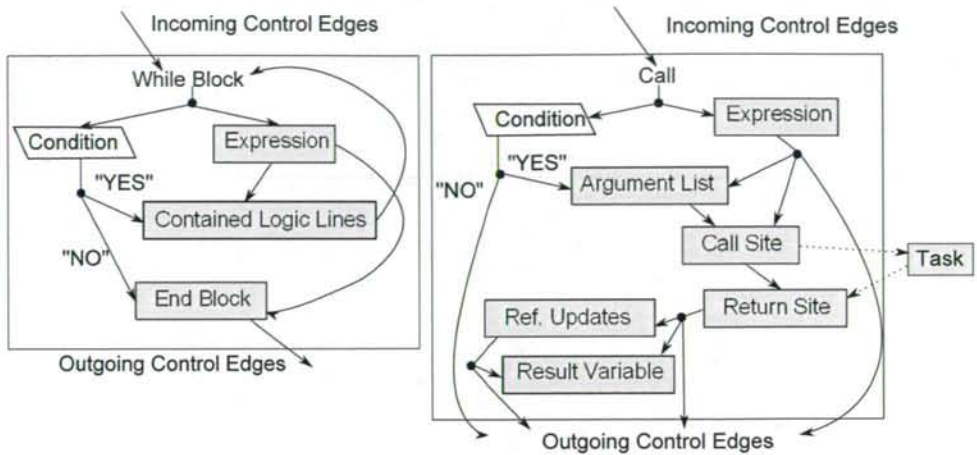 Incoming Control Edges
While Block
Condition
Expression
"YES"
Contained Logic Lines
"NO"
End Block
Outgoing Control Edges
Incoming Control Edges
Call
Condition
Expression
"YES"
"NO"
Argument List
Call Site
Task
Return Site
Ref. Updates
Result Variable
Outgoing Control Edges